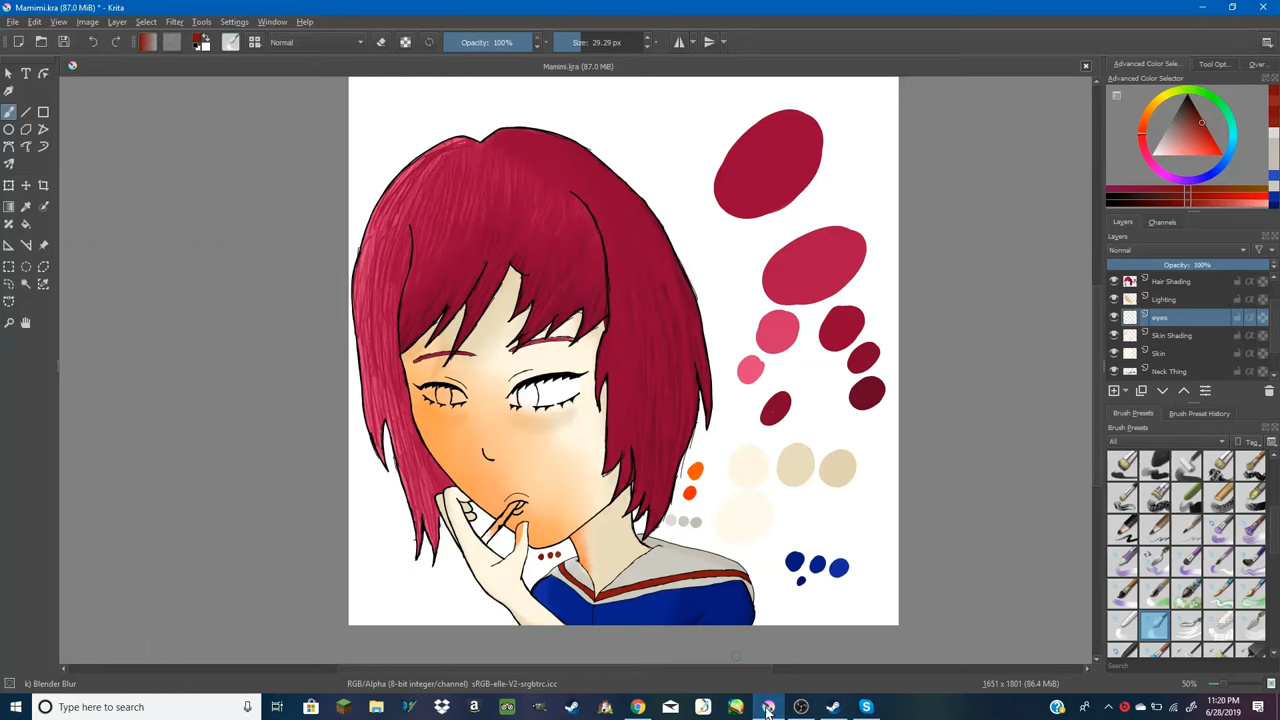 Mamimi.kra (87.0 MiB) * - Krita
File Edit View Image Layer Select Filter Tools Settings Window Help
Normal
Opacity: 100%
Size: 29.29 px
Mamimi.kra (87.0 MiB)
Advanced Color Sele... Tool Opt... Over...
Advanced Color Selector
Layers Channels
Layers
Normal
Opacity: 100%
Hair Shading
Lighting
eyes
Skin Shading
Skin
Neck Thing
Brush Presets Brush Preset History
Brush Presets
All
Tag
Search
k) Blender Blur
RGB/Alpha (8-bit integer/channel) sRGB-elle-V2-srgbtrc.icc
1651 x 1801 (86.4 MiB)
50%
Type here to search
11:20 PM
6/28/2019